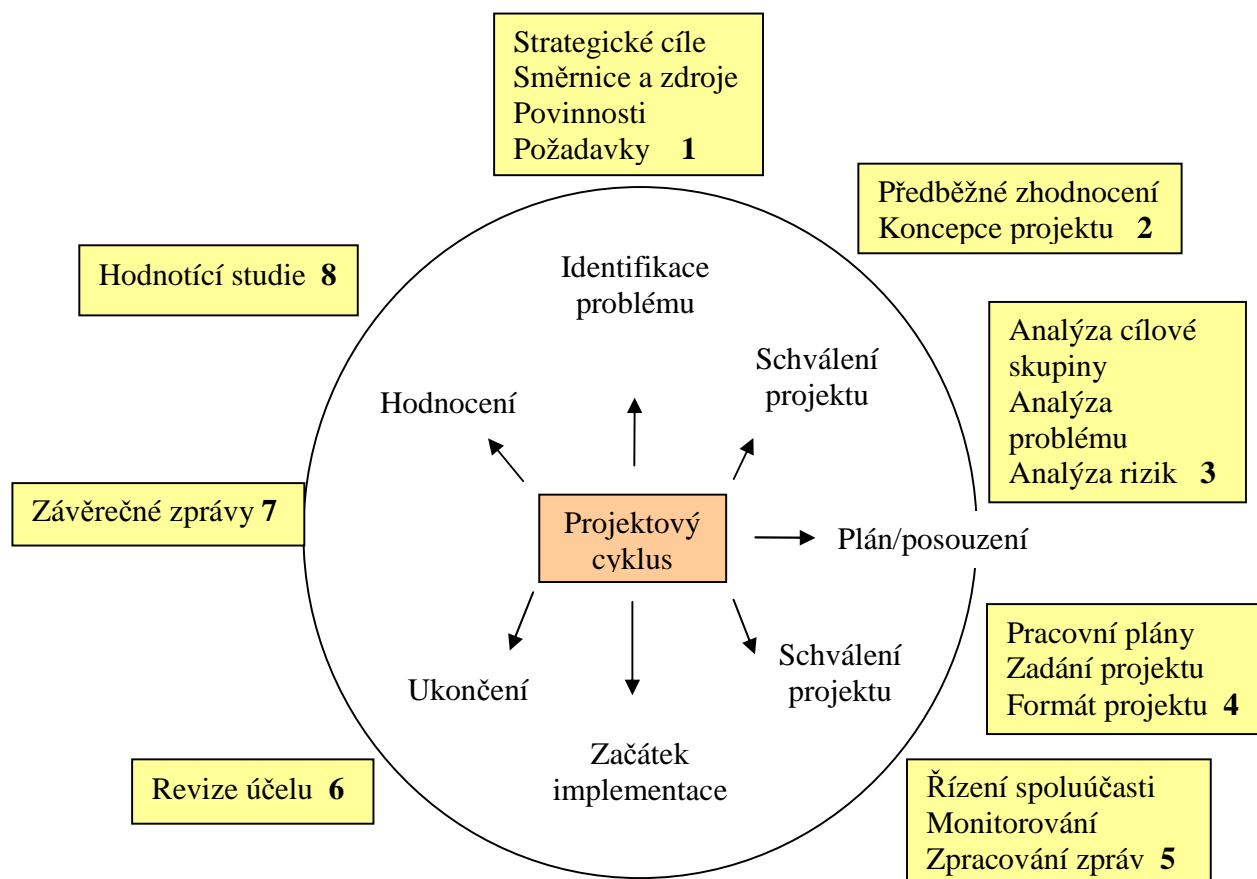 Strategické cíle
Směrnice a zdroje
Povinnosti
Požadavky 1
Předběžné zhodnocení
Koncepce projektu 2
Hodnotící studie 8
Identifikace
problému
Analýza cílové
skupiny
Analýza
problému
Analýza rizik 3
Schválení
projektu
Hodnocení
Závěrečné zprávy 7
Projektový
cyklus
Plán/posouzení
Pracovní plány
Zadání projektu
Formát projektu 4
Schválení
projektu
Ukončení
Začátek
implementace
Revize účelu 6
Řízení spoluúčasti
Monitorování
Zpracování zpráv 5